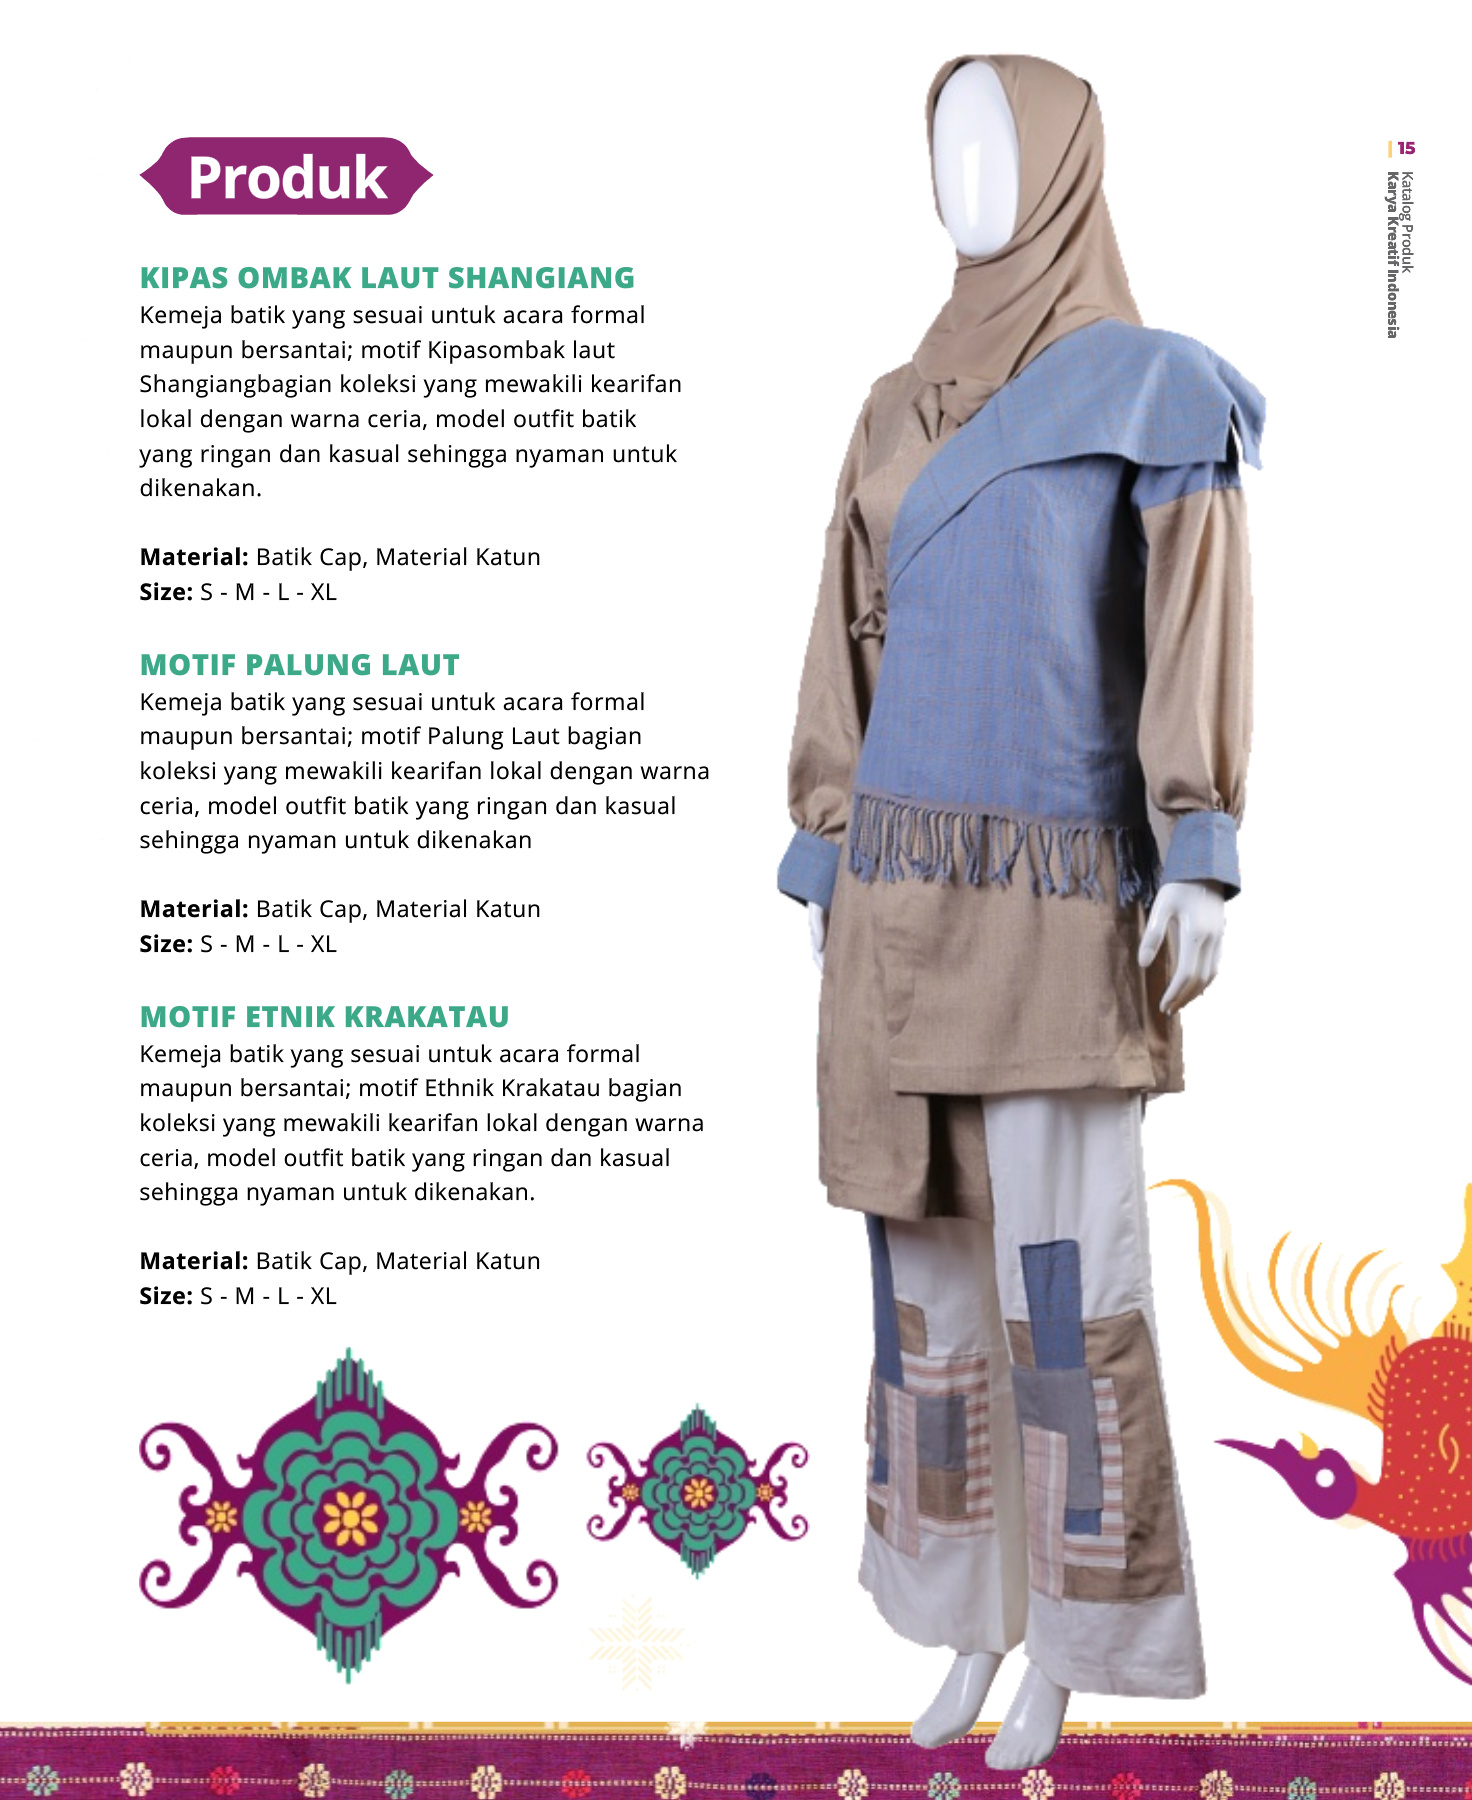 Produk
KIPAS OMBAK LAUT SHANGIANG
Kemeja batik yang sesuai untuk acara formal
maupun bersantai; motif Kipasombak laut
Shangiangbagian koleksi yang mewakili kearifan
lokal dengan warna ceria, model outfit batik
yang ringan dan kasual sehingga nyaman untuk
dikenakan.
Material: Batik Cap, Material Katun
Size: S - M - L - XL
MOTIF PALUNG LAUT
Kemeja batik yang sesuai untuk acara formal
maupun bersantai; motif Palung Laut bagian
koleksi yang mewakili kearifan lokal dengan warna
ceria, model outfit batik yang ringan dan kasual
sehingga nyaman untuk dikenakan
Material: Batik Cap, Material Katun
Size: S - M - L - XL
MOTIF ETNIK KRAKATAU
Kemeja batik yang sesuai untuk acara formal
maupun bersantai; motif Ethnik Krakatau bagian
koleksi yang mewakili kearifan lokal dengan warna
ceria, model outfit batik yang ringan dan kasual
sehingga nyaman untuk dikenakan.
Material: Batik Cap, Material Katun
Size: S - M - L - XL
15
Katalog Produk
Karya Kreatif Indonesia